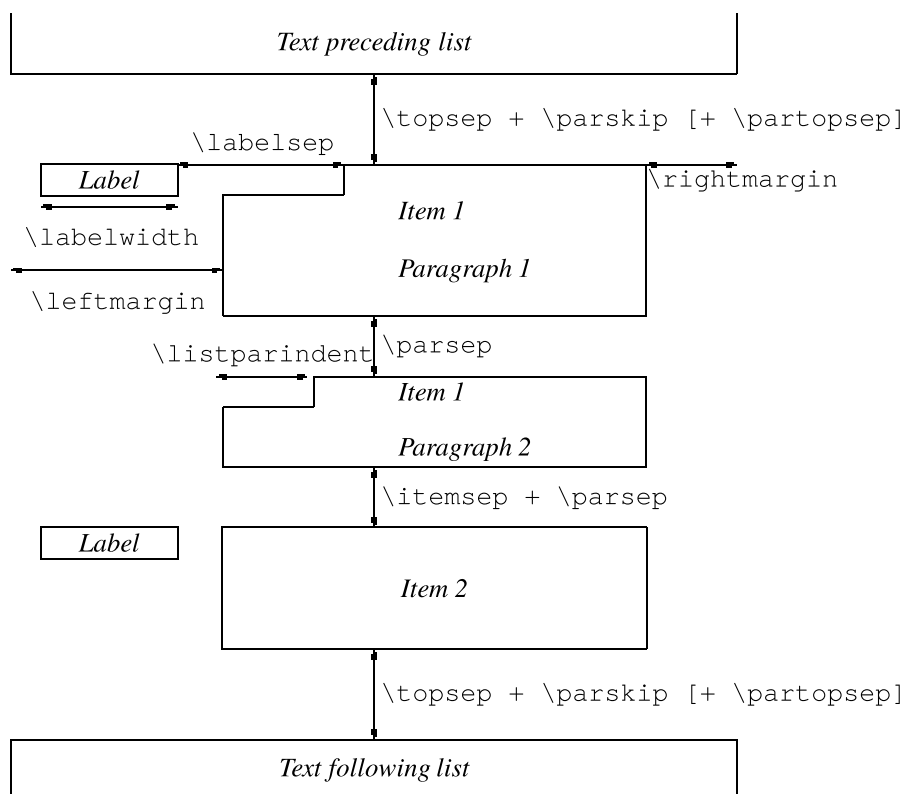 Text preceding list
\topsep + \parskip [+ \partopsep]
\labelsep
Label
\rightmargin
Item 1
\labelwidth
Paragraph 1
\leftmargin
\parsep
\listparindent
Item 1
Paragraph 2
\itemsep + \parsep
Label
Item 2
\topsep + \parskip [+ \partopsep]
Text following list